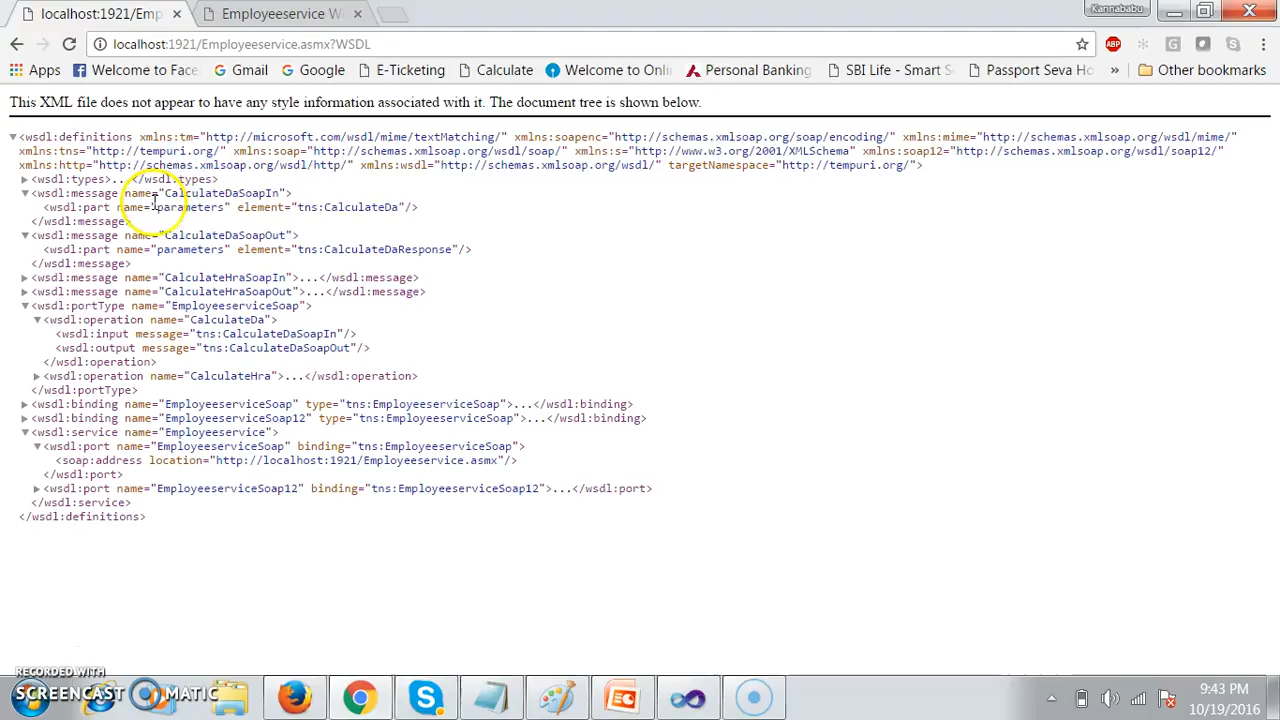 localhost:1921/Emp
Employeeservice W
Kannababu
localhost:1921/Employeeservice.asmx?WSDL
ABP
Apps
Welcome to Face
Gmail
Google
E-Ticketing
Calculate
Welcome to Onli
Personal Banking
SBI Life - Smart S
Passport Seva Ho
»
Other bookmarks
This XML file does not appear to have any style information associated with it. The document tree is shown below.
<wsdl:definitions xmlns:tm="http://microsoft.com/wsdl/mime/textMatching/" xmlns:soapenc="http://schemas.xmlsoap.org/soap/encoding/" xmlns:mime="http://schemas.xmlsoap.org/wsdl/mime/"
xmlns:tns="http://tempuri.org/" xmlns:soap="http://schemas.xmlsoap.org/wsdl/soap/" xmlns:s="http://www.w3.org/2001/XMLSchema" xmlns:soap12="http://schemas.xmlsoap.org/wsdl/soap12/"
xmlns:http="http://schemas.xmlsoap.org/wsdl/http/" xmlns:wsdl="http://schemas.xmlsoap.org/wsdl/" targetNamespace="http://tempuri.org/">
<wsdl:types>...</wsdl:types>
<wsdl:message name="CalculateDaSoapIn">
<wsdl:part name="parameters" element="tns:CalculateDa"/>
</wsdl:message>
<wsdl:message name="CalculateDaSoapOut">
<wsdl:part name="parameters" element="tns:CalculateDaResponse"/>
</wsdl:message>
<wsdl:message name="CalculateHraSoapIn">...</wsdl:message>
<wsdl:message name="CalculateHraSoapOut">...</wsdl:message>
<wsdl:portType name="EmployeeserviceSoap">
<wsdl:operation name="CalculateDa">
<wsdl:input message="tns:CalculateDaSoapIn"/>
<wsdl:output message="tns:CalculateDaSoapOut"/>
</wsdl:operation>
<wsdl:operation name="CalculateHra">...</wsdl:operation>
</wsdl:portType>
<wsdl:binding name="EmployeeserviceSoap" type="tns:EmployeeserviceSoap">...</wsdl:binding>
<wsdl:binding name="EmployeeserviceSoap12" type="tns:EmployeeserviceSoap">...</wsdl:binding>
<wsdl:service name="Employeeservice">
<wsdl:port name="EmployeeserviceSoap" binding="tns:EmployeeserviceSoap">
<soap:address location="http://localhost:1921/Employeeservice.asmx"/>
</wsdl:port>
<wsdl:port name="EmployeeserviceSoap12" binding="tns:EmployeeserviceSoap12">...</wsdl:port>
</wsdl:service>
</wsdl:definitions>
RECORDED WITH
SCREENCAST MATIC
9:43 PM
10/19/2016